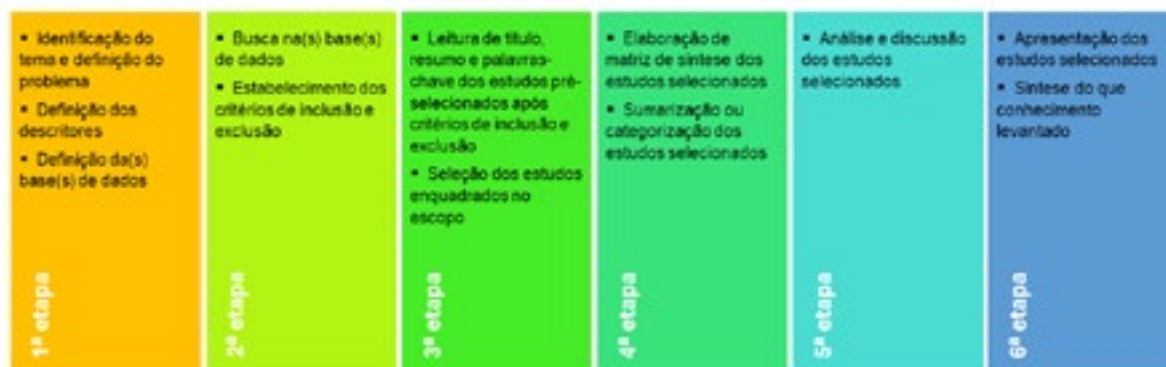 ▪ Identificação do
tema e definição do
problema
▪ Definição dos
descritores
▪ Definição da(s)
base(s) de dados
1ª etapa
▪ Busca na(s) base(s)
de dados
▪ Estabelecimento dos
critérios de inclusão e
exclusão
2ª etapa
▪ Leitura de título,
resumo e palavras-
chave dos estudos pré-
selecionados após
critérios de inclusão e
exclusão
▪ Seleção dos estudos
enquadrados no
escopo
3ª etapa
▪ Elaboração de
matriz de síntese dos
estudos selecionados
▪ Sumarização ou
categorização dos
estudos selecionados
4ª etapa
▪ Análise e discussão
dos estudos
selecionados
5ª etapa
▪ Apresentação dos
estudos selecionados
▪ Síntese do que
conhecimento
levantado
6ª etapa